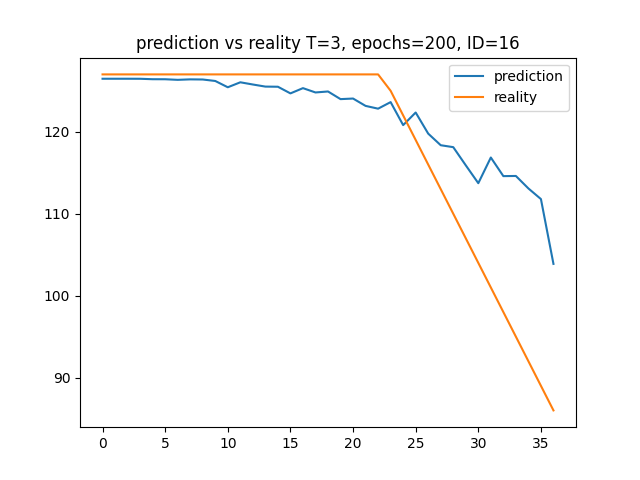 prediction vs reality T=3, epochs=200, ID=16
prediction
reality
120
110
100
90
0 5 10 15 20 25 30 35